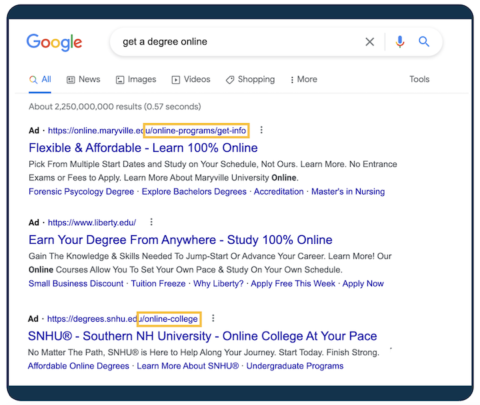 Google
get a degree online
All News Images Videos Shopping More Tools
About 2,250,000,000 results (0.57 seconds)
Ad · https://online.maryville.edu/online-programs/get-info
Flexible & Affordable - Learn 100% Online
Pick From Multiple Start Dates and Study on Your Schedule, Not Ours. Learn More. No Entrance
Exams or Fees to Apply. Learn More About Maryville University Online.
Forensic Psycology Degree · Explore Bachelors Degrees · Accreditation · Master's in Nursing
Ad · https://www.liberty.edu/
Earn Your Degree From Anywhere - Study 100% Online
Gain The Knowledge & Skills Needed To Jump-Start Or Advance Your Career. Learn More! Our
Online Courses Allow You To Set Your Own Pace & Study On Your Own Schedule.
Small Business Discount · Tuition Freeze · Why Liberty? · Apply Free This Week · Apply Now
Ad · https://degrees.snhu.edu/online-college
SNHU® - Southern NH University - Online College At Your Pace
No Matter The Path, SNHU® is Here to Help Along Your Journey. Start Today. Finish Strong.
Affordable Online Degrees · Learn More About SNHU® · Undergraduate Programs